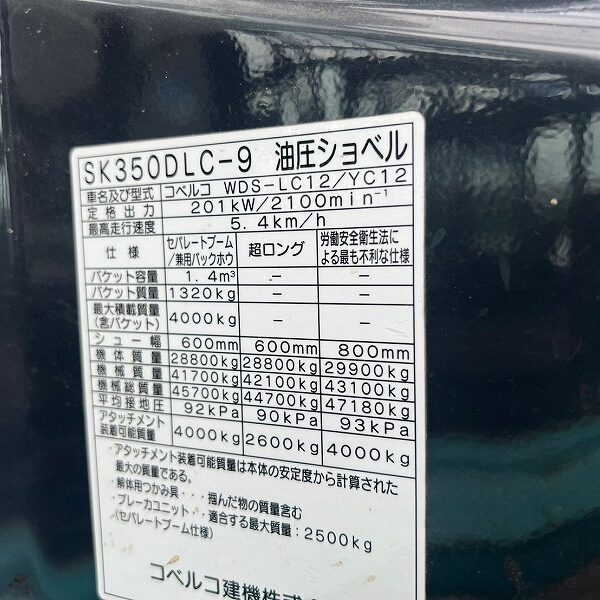 SK350DLC-9 油圧ショベル
車名及び型式 コベルコ WDS-LC12/YC12
定格出力 201kW/2100min⁻¹
最高走行速度 5.4km/h
仕様 セパレートブーム/兼用バックホウ 超ロング 労働安全衛生法による最も不利な仕様
バケット容量 1.4m³ - -
バケット質量 1320kg - -
最大積載質量(含バケット) 4000kg - -
シュー幅 600mm 600mm 800mm
機体質量 28800kg 28800kg 29900kg
機械質量 41700kg 42100kg 43100kg
機械総質量 45700kg 44700kg 47180kg
平均接地圧 92kPa 90kPa 93kPa
アタッチメント装着可能質量 4000kg 2600kg 4000kg
・アタッチメント装着可能質量は本体の安定度から計算された
最大の質量である。
・解体用つかみ具・・・掴んだ物の質量含む
・ブレーカユニット・・適合する最大質量:2500kg
(セパレートブーム仕様)
コベルコ建機株式